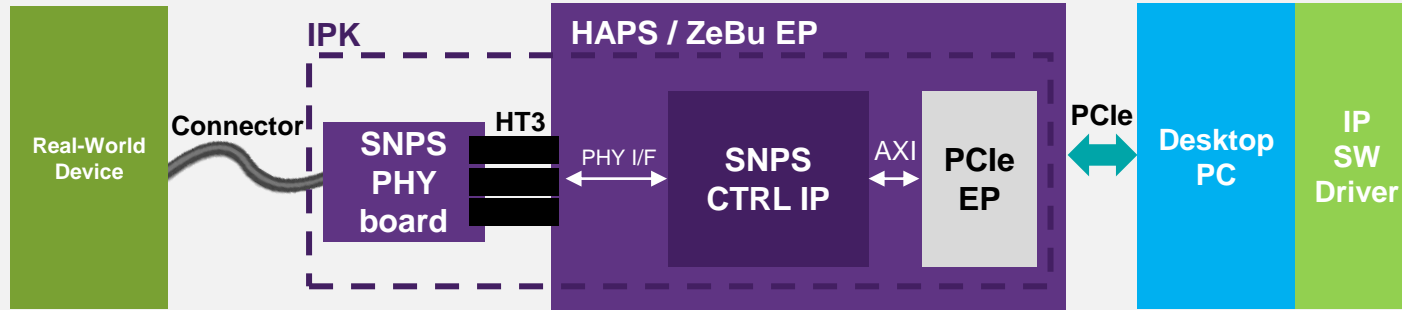 IPK
HAPS / ZeBu EP
Real-World
Device
Connector
SNPS
PHY
board
HT3
PHY I/F
SNPS
CTRL IP
AXI
PCIe
EP
PCIe
Desktop
PC
IP
SW
Driver